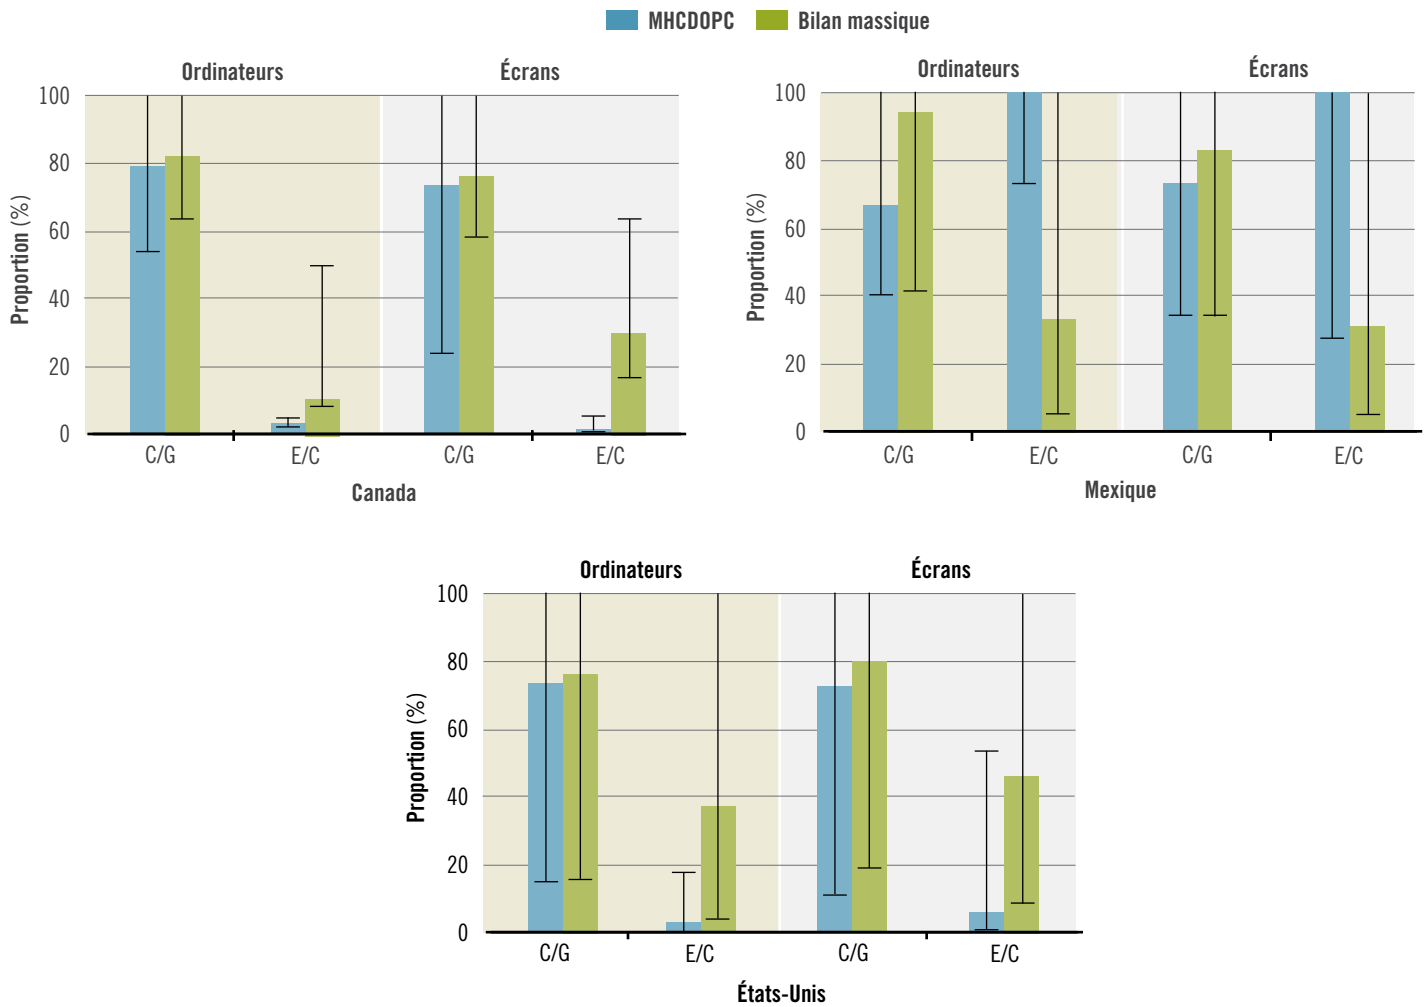 MHCDOPC Bilan massique
Ordinateurs Écrans
Proportion (%)
100
80
60
40
20
0
C/G E/C C/G E/C
Canada
Ordinateurs Écrans
Proportion (%)
100
80
60
40
20
0
C/G E/C C/G E/C
Mexique
Ordinateurs Écrans
Proportion (%)
100
80
60
40
20
0
C/G E/C C/G E/C
États-Unis